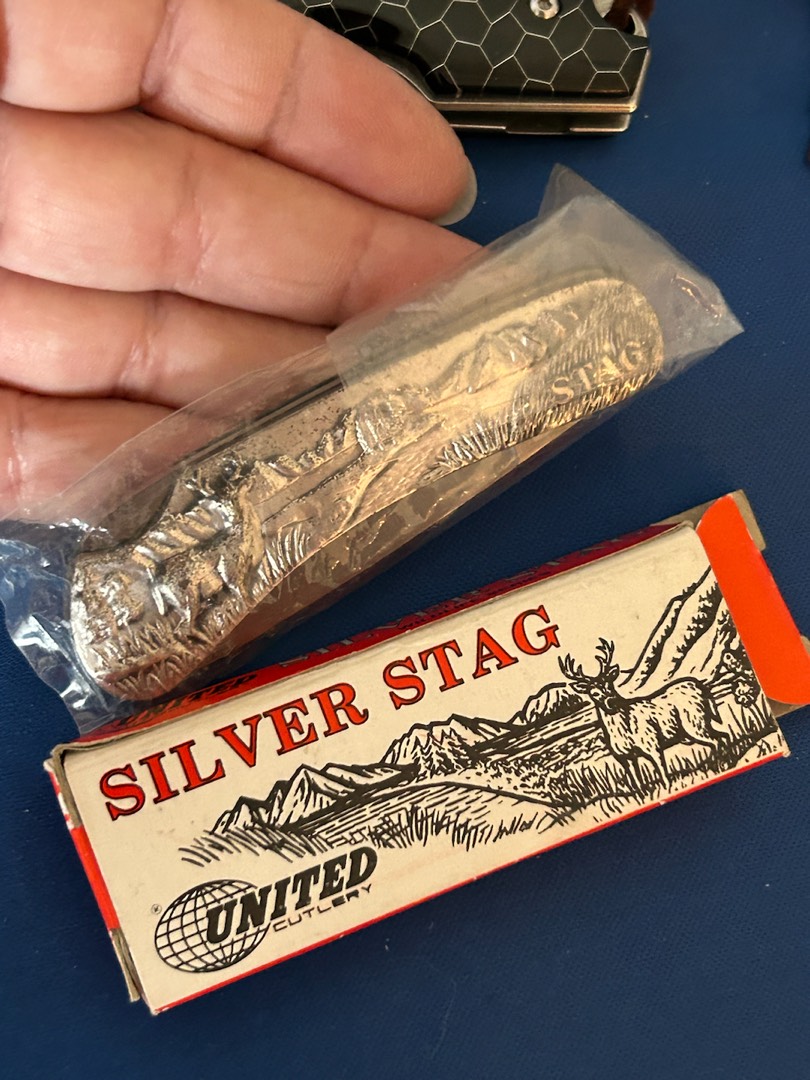 STAG
SILVER STAG
®
UNITED
CUTLERY